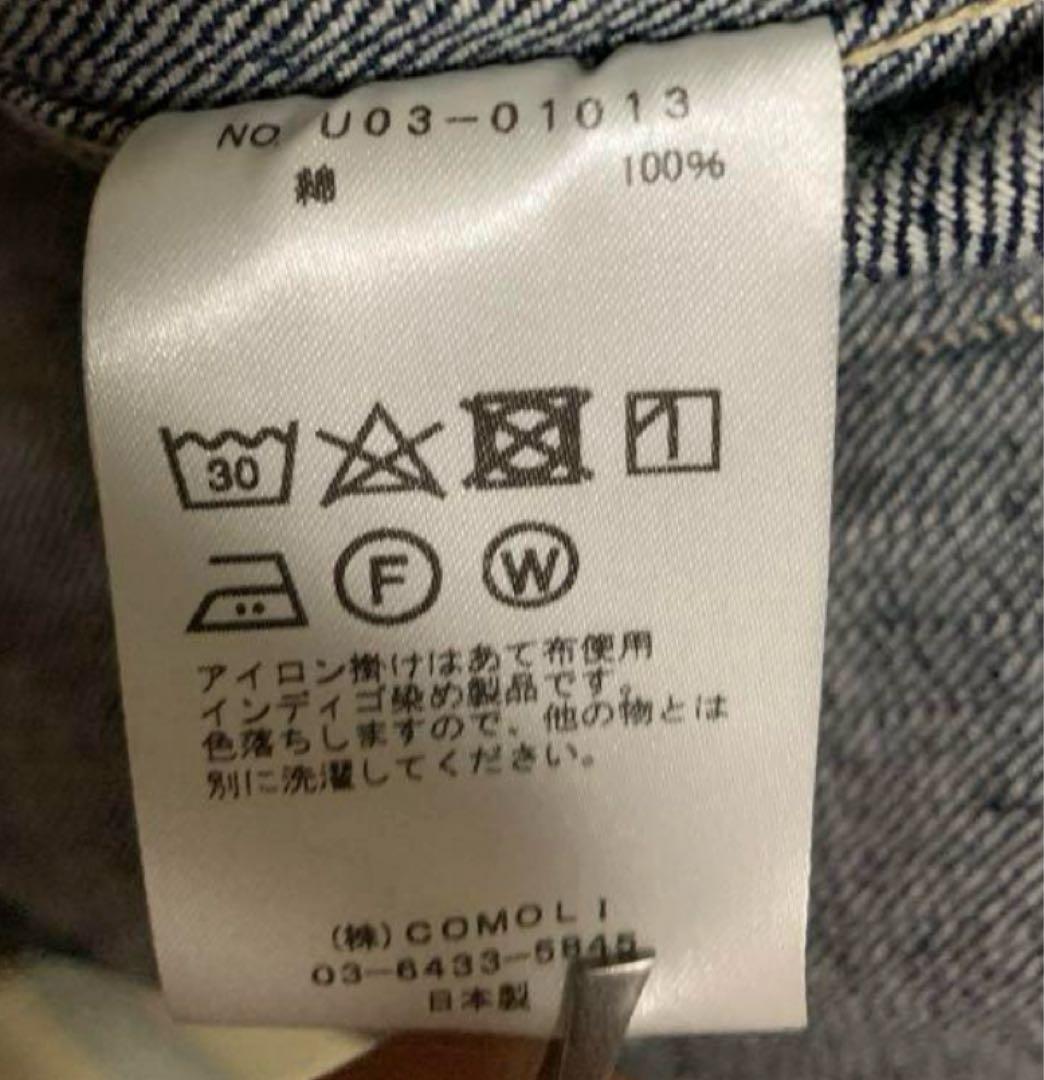 NO. U03-01013
綿 100%
30
F W
アイロン掛けはあて布使用
インディゴ染め製品です。
色落ちしますので、他の物とは
別に洗濯してください。
(株)COMOLI
03-6433-5845
日本製